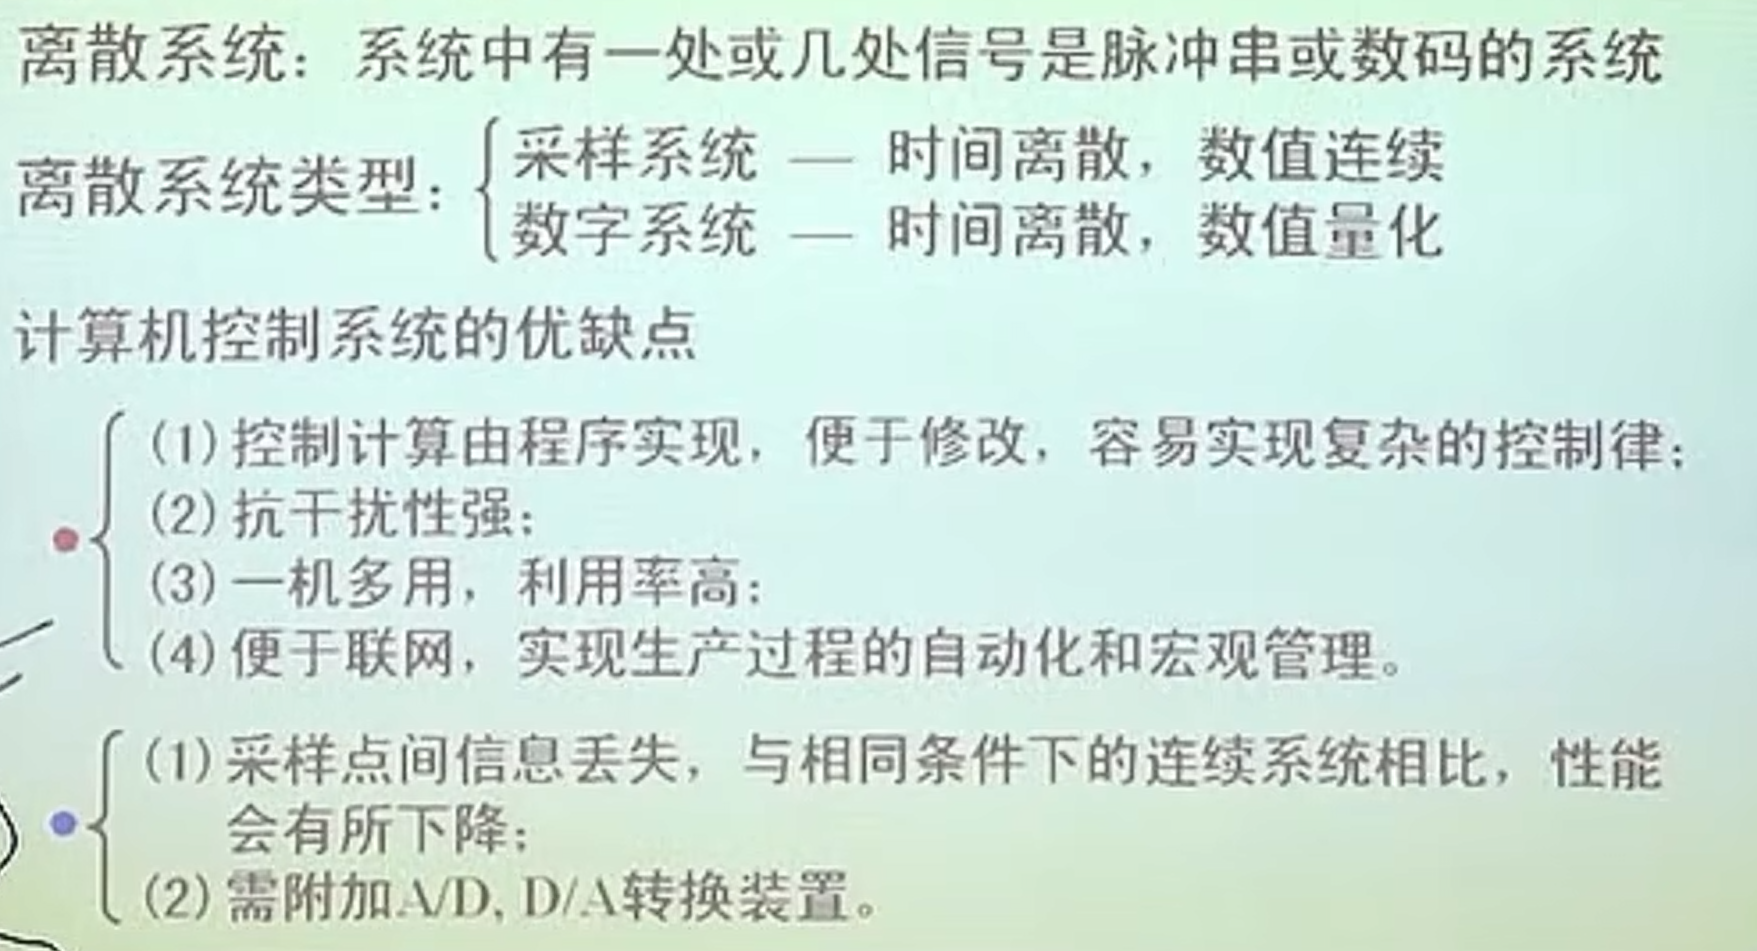 离散系统：系统中有一处或几处信号是脉冲串或数码的系统
离散系统类型：
采样系统 — 时间离散，数值连续
数字系统 — 时间离散，数值量化
计算机控制系统的优缺点
(1) 控制计算由程序实现，便于修改，容易实现复杂的控制律；
(2) 抗干扰性强；
(3) 一机多用，利用率高；
(4) 便于联网，实现生产过程的自动化和宏观管理。
(1) 采样点间信息丢失，与相同条件下的连续系统相比，性能
会有所下降；
(2) 需附加A/D, D/A转换装置。